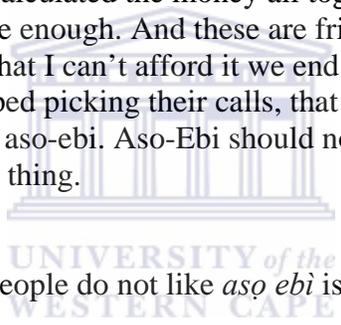 calculated the money all tog
e enough. And these are fri
hat I can't afford it we end
ped picking their calls, that
aso-ebi. Aso-Ebi should no
thing.
UNIVERSITY of the
eople do not like aṣọ ebì is
WESTERN CAPE